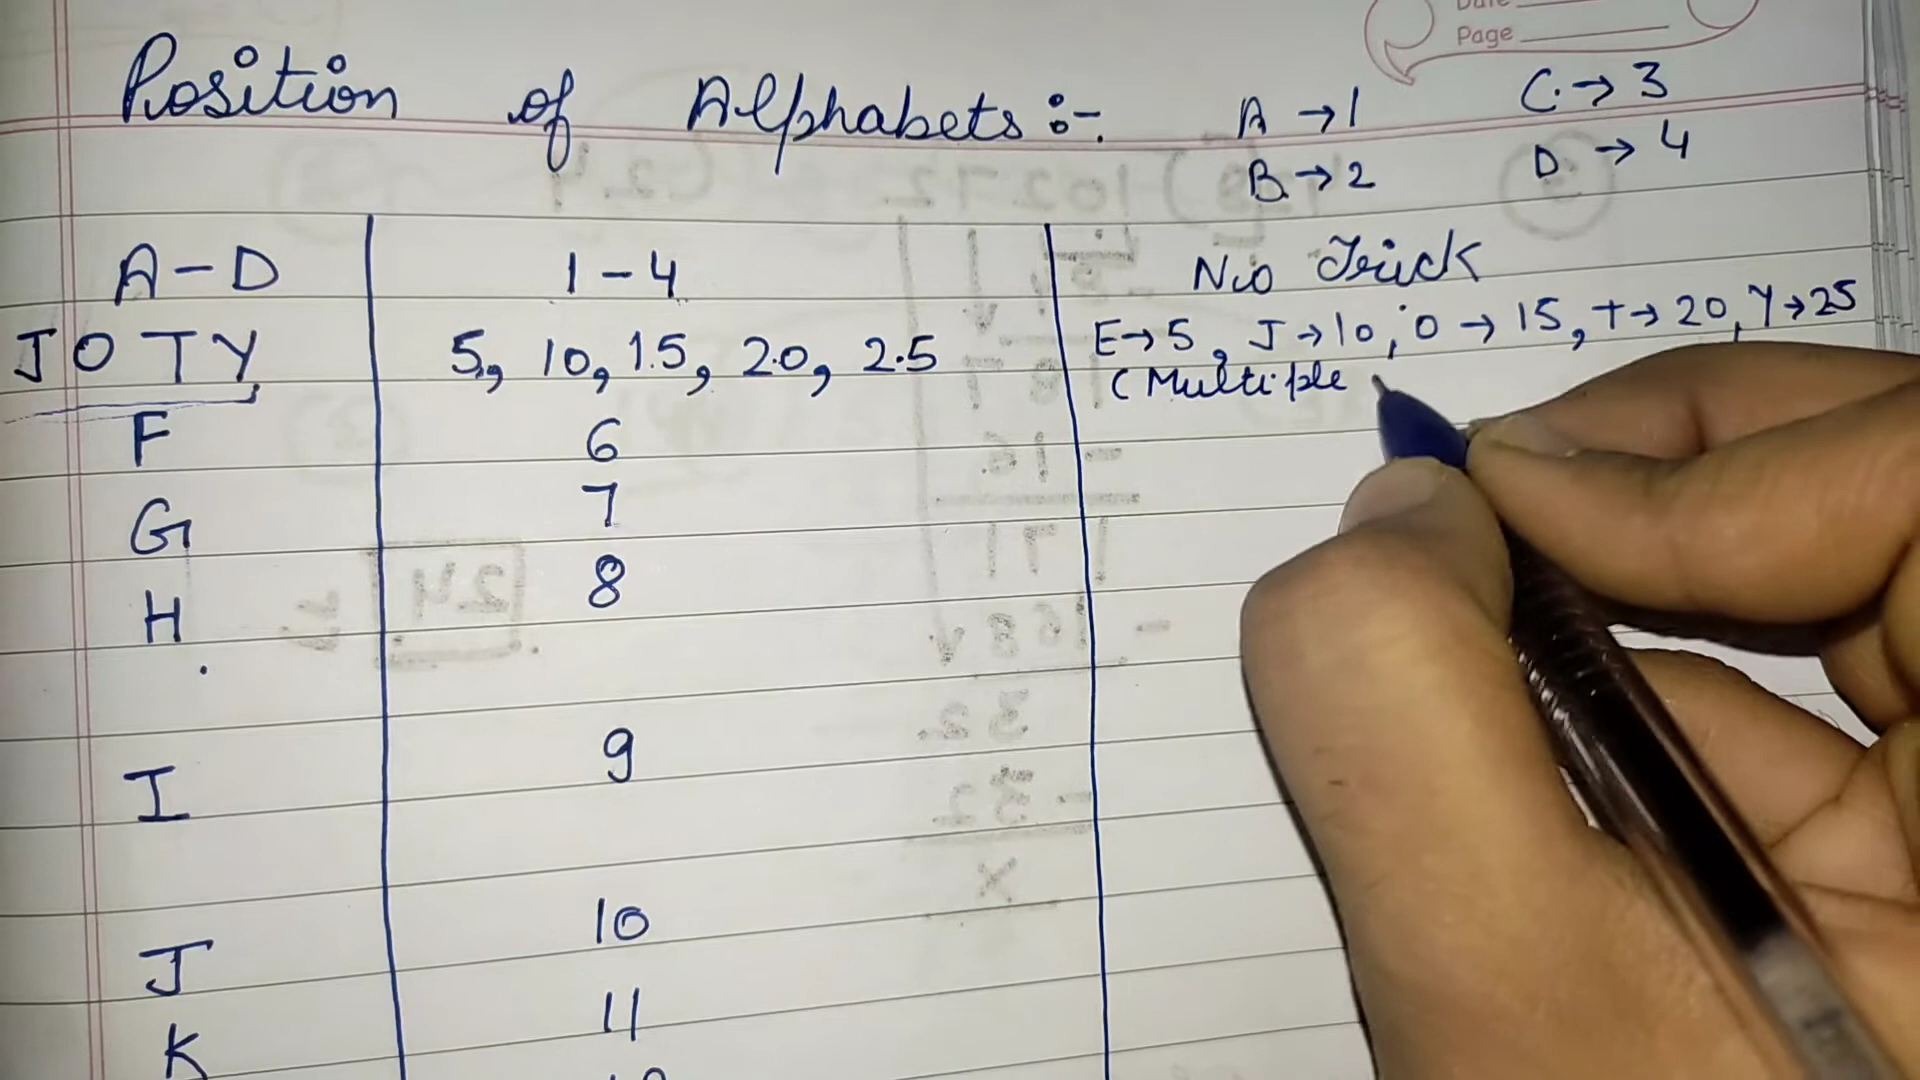 Date
Page
Position of Alphabets :-
A → 1 C. → 3
B. → 2 D. → 4
A - D 1 - 4 No Trick
JOTY, 5, 10, 15, 20, 25 E → 5, J → 10, O → 15, T → 20, Y → 25
(Multiple
F 6
G 7
H 8
I 9
J 10
K 11